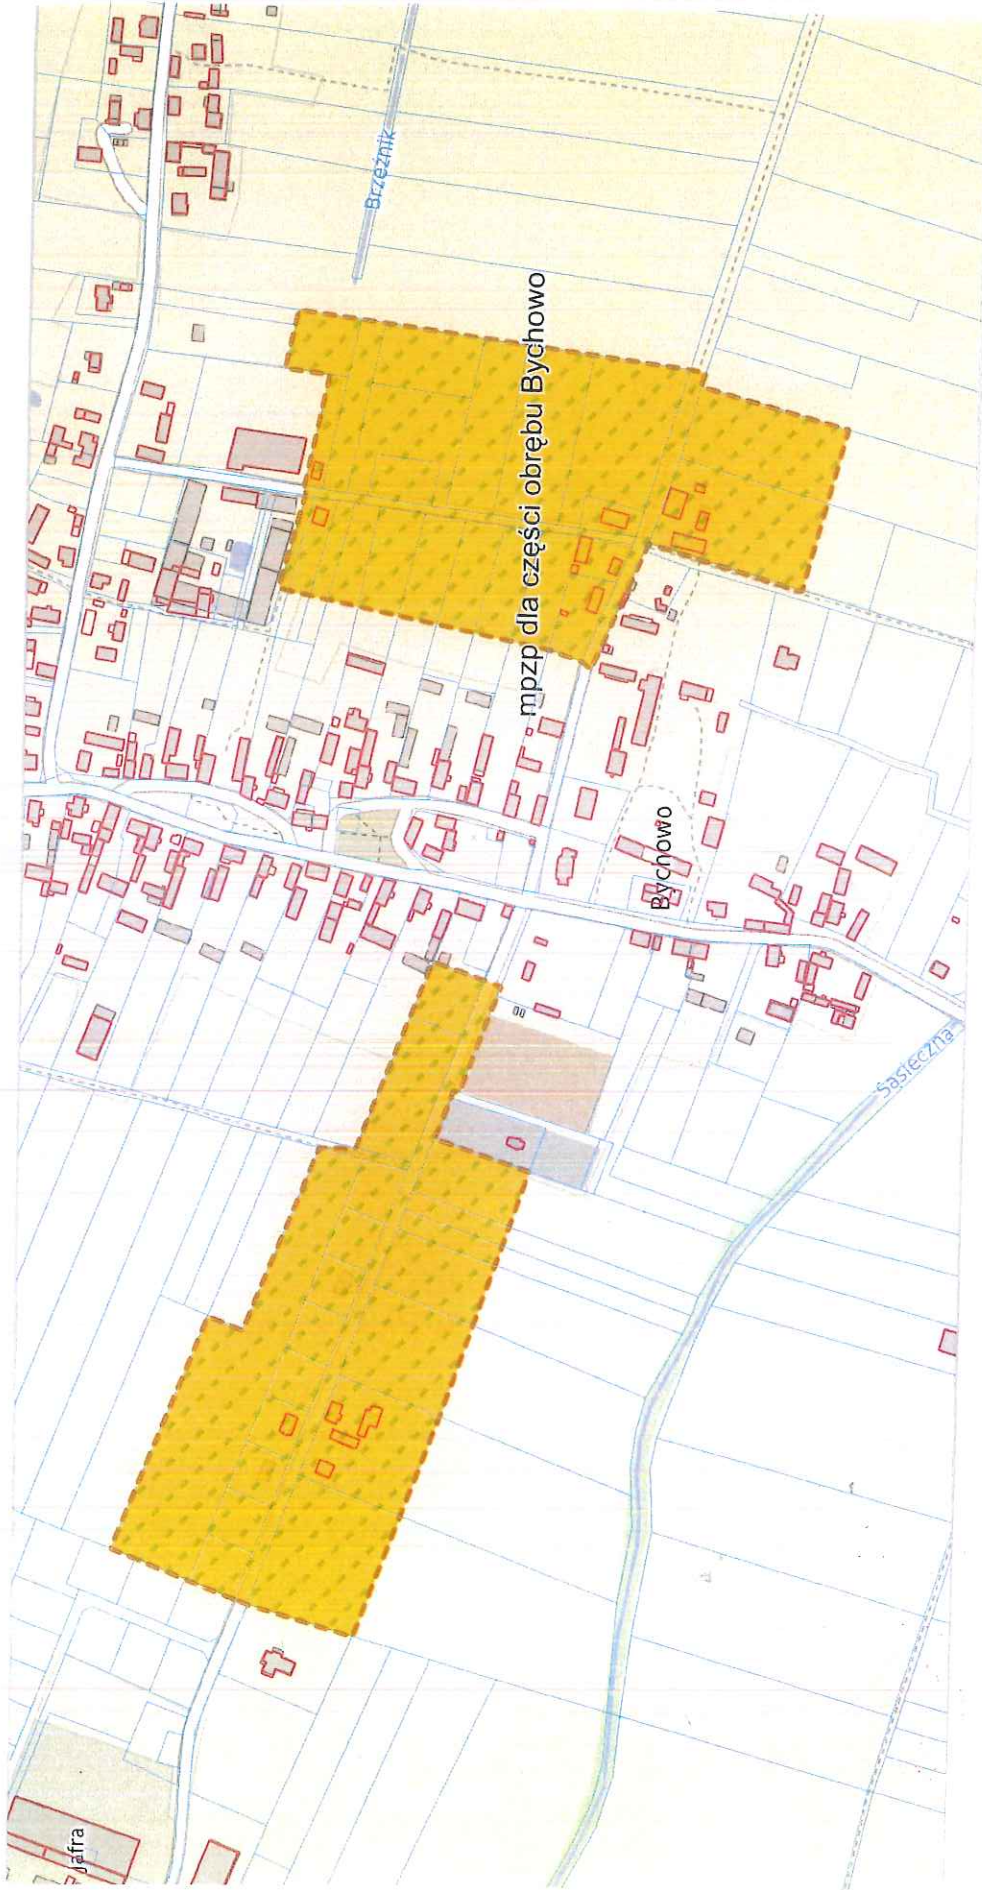 Brzeźnik
mpzp dla części obrębu Bychowo
Bychowo
Sąsieczna
Jafra